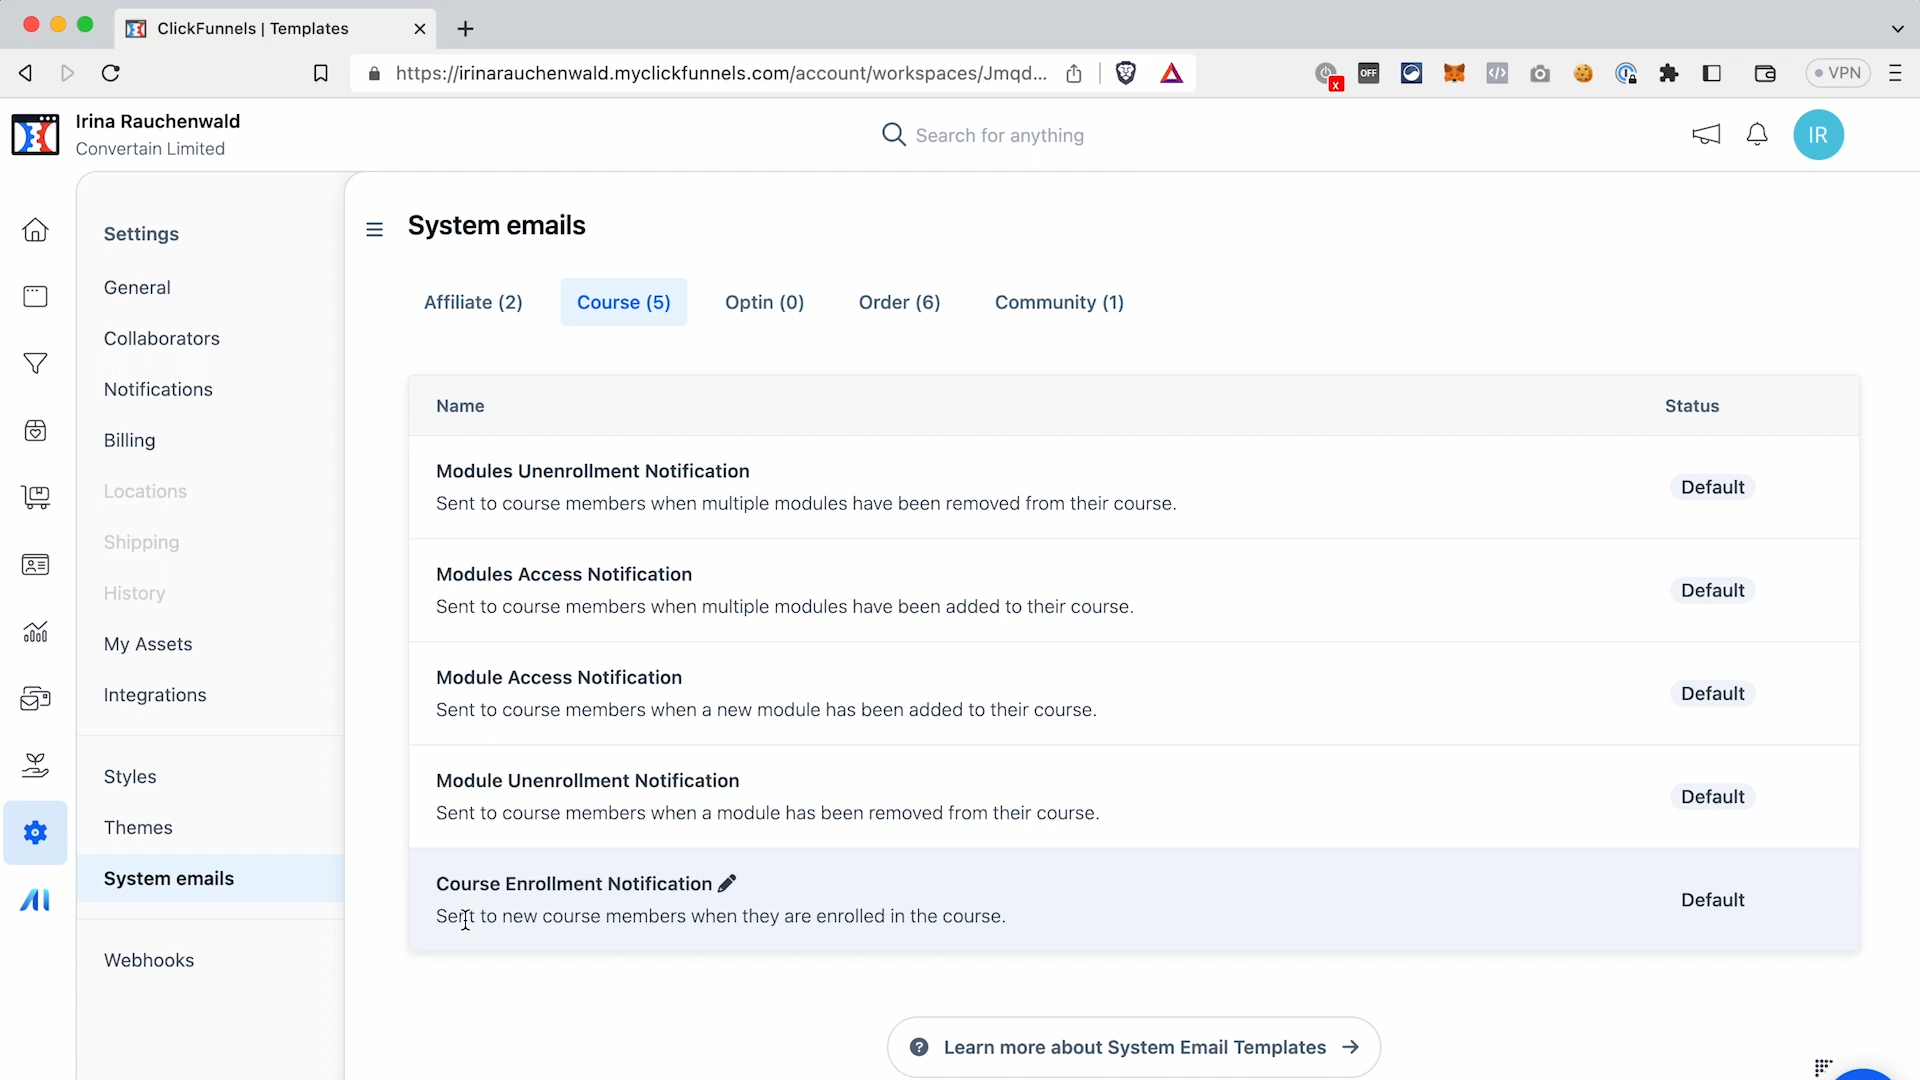 ClickFunnels | Templates
https://irinarauchenwald.myclickfunnels.com/account/workspaces/Jmqd...
OFF
x
VPN
Irina Rauchenwald
Convertain Limited
Search for anything
IR
Settings
General
Collaborators
Notifications
Billing
Locations
Shipping
History
My Assets
Integrations
Styles
Themes
System emails
Webhooks
System emails
Affiliate (2) Course (5) Optin (0) Order (6) Community (1)
Name Status
Modules Unenrollment Notification
Sent to course members when multiple modules have been removed from their course.
Default
Modules Access Notification
Sent to course members when multiple modules have been added to their course.
Default
Module Access Notification
Sent to course members when a new module has been added to their course.
Default
Module Unenrollment Notification
Sent to course members when a module has been removed from their course.
Default
Course Enrollment Notification
Sent to new course members when they are enrolled in the course.
Default
Learn more about System Email Templates